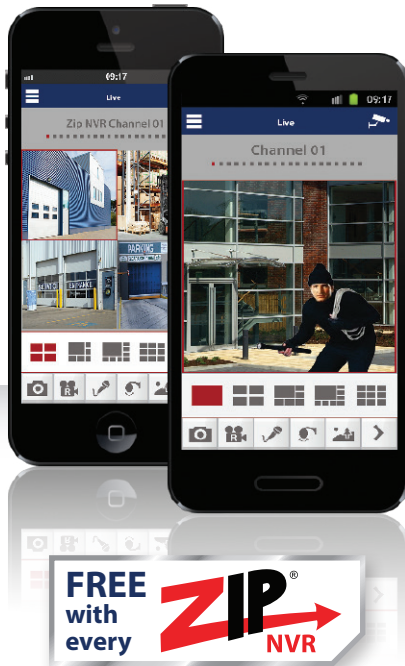 09:17
Live
Zip NVR Channel 01
PARKING
ENTRANCE
09:17
Live
Channel 01
R
R
FREE
with
every
ZIP®
NVR